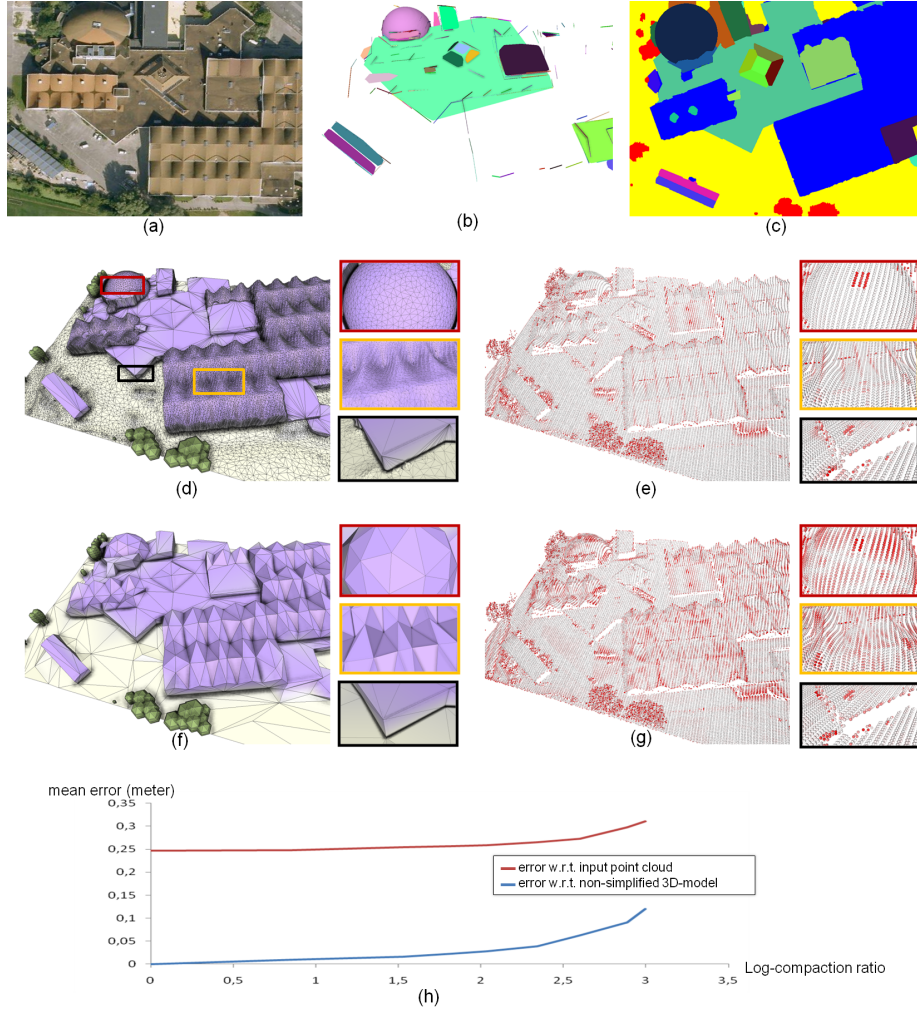 (a)
(b)
(c)
(d)
(e)
(f)
(g)
mean error (meter)
0,35
0,3
0,25
0,2
0,15
0,1
0,05
0
error w.r.t. input point cloud
error w.r.t. non-simplified 3D-model
0
0,5
1
1,5
2
2,5
3
3,5
Log-compaction ratio
(h)